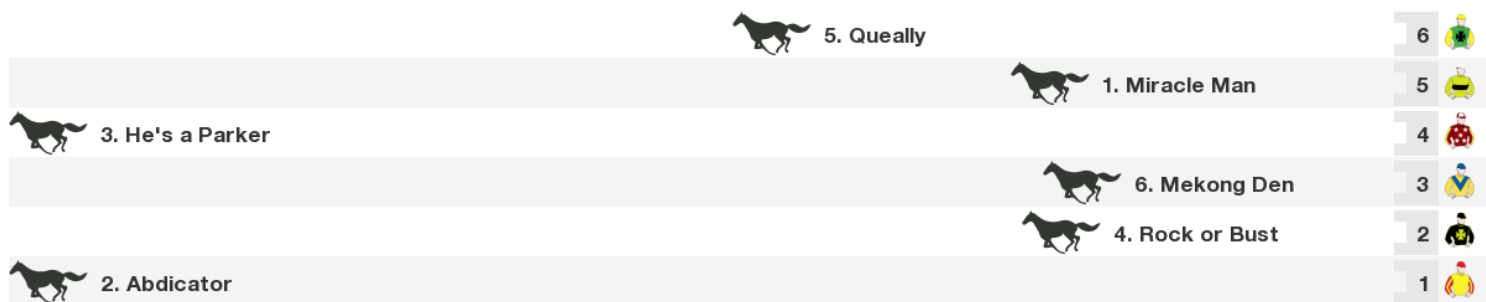 5. Queally 6
1. Miracle Man 5
3. He's a Parker 4
6. Mekong Den 3
4. Rock or Bust 2
2. Abdicator 1